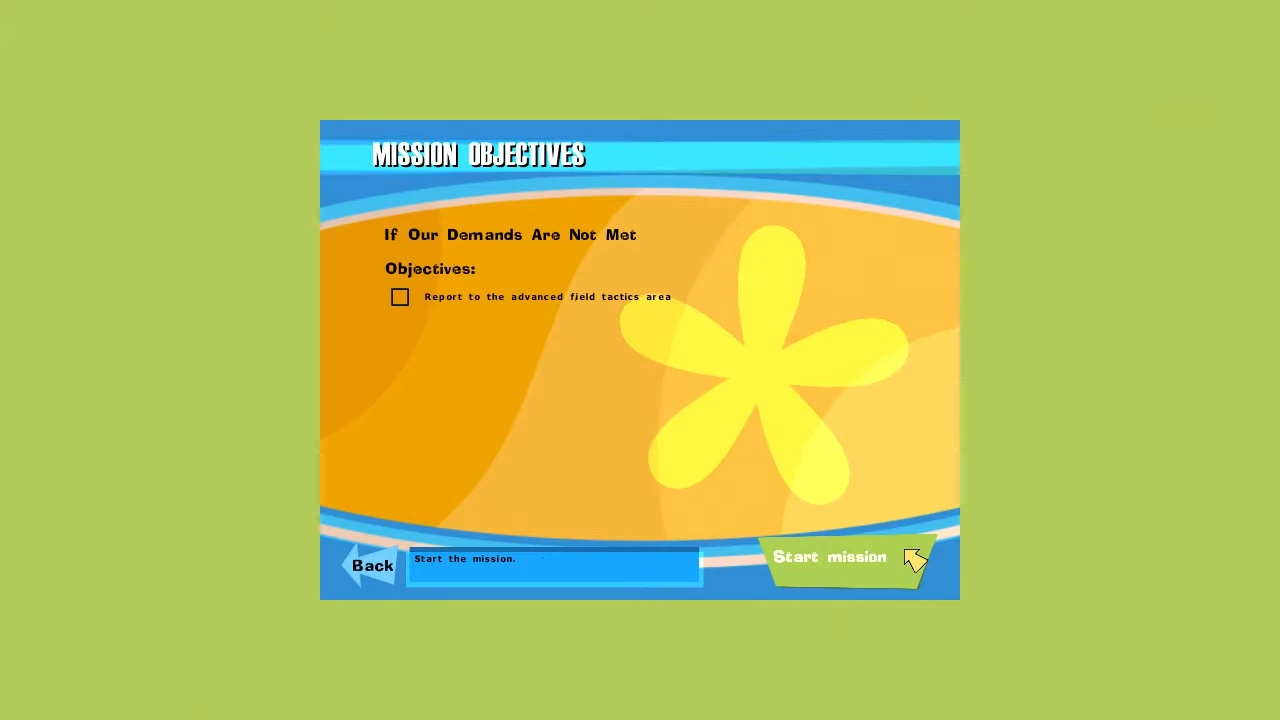 MISSION OBJECTIVES
If Our Demands Are Not Met
Objectives:
Report to the advanced field tactics area
Back
Start the mission.
Start mission